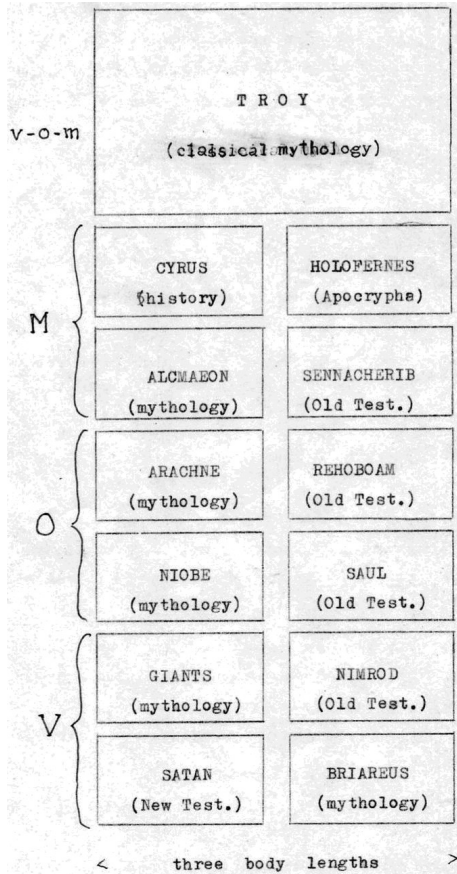 T R O Y
v-o-m
(classical mythology)
CYRUS HOLOFERNES
(history) (Apocrypha)
M
ALCMAEON SENNACHERIB
(mythology) (Old Test.)
ARACHNE REHOBOAM
(mythology) (Old Test.)
O
NIOBE SAUL
(mythology) (Old Test.)
GIANTS NIMROD
(mythology) (Old Test.)
V
SATAN BRIAREUS
(New Test.) (mythology)
< three body lengths >